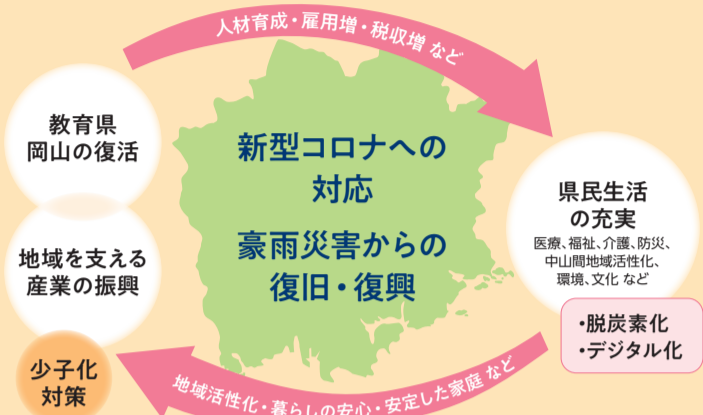 人材育成・雇用増・税収増 など
教育県
岡山の復活
地域を支える
産業の振興
少子化
対策
新型コロナへの
対応
豪雨災害からの
復旧・復興
県民生活
の充実
医療、福祉、介護、防災、
中山間地域活性化、
環境、文化 など
・脱炭素化
・デジタル化
地域活性化・暮らしの安心・安定した家庭 など